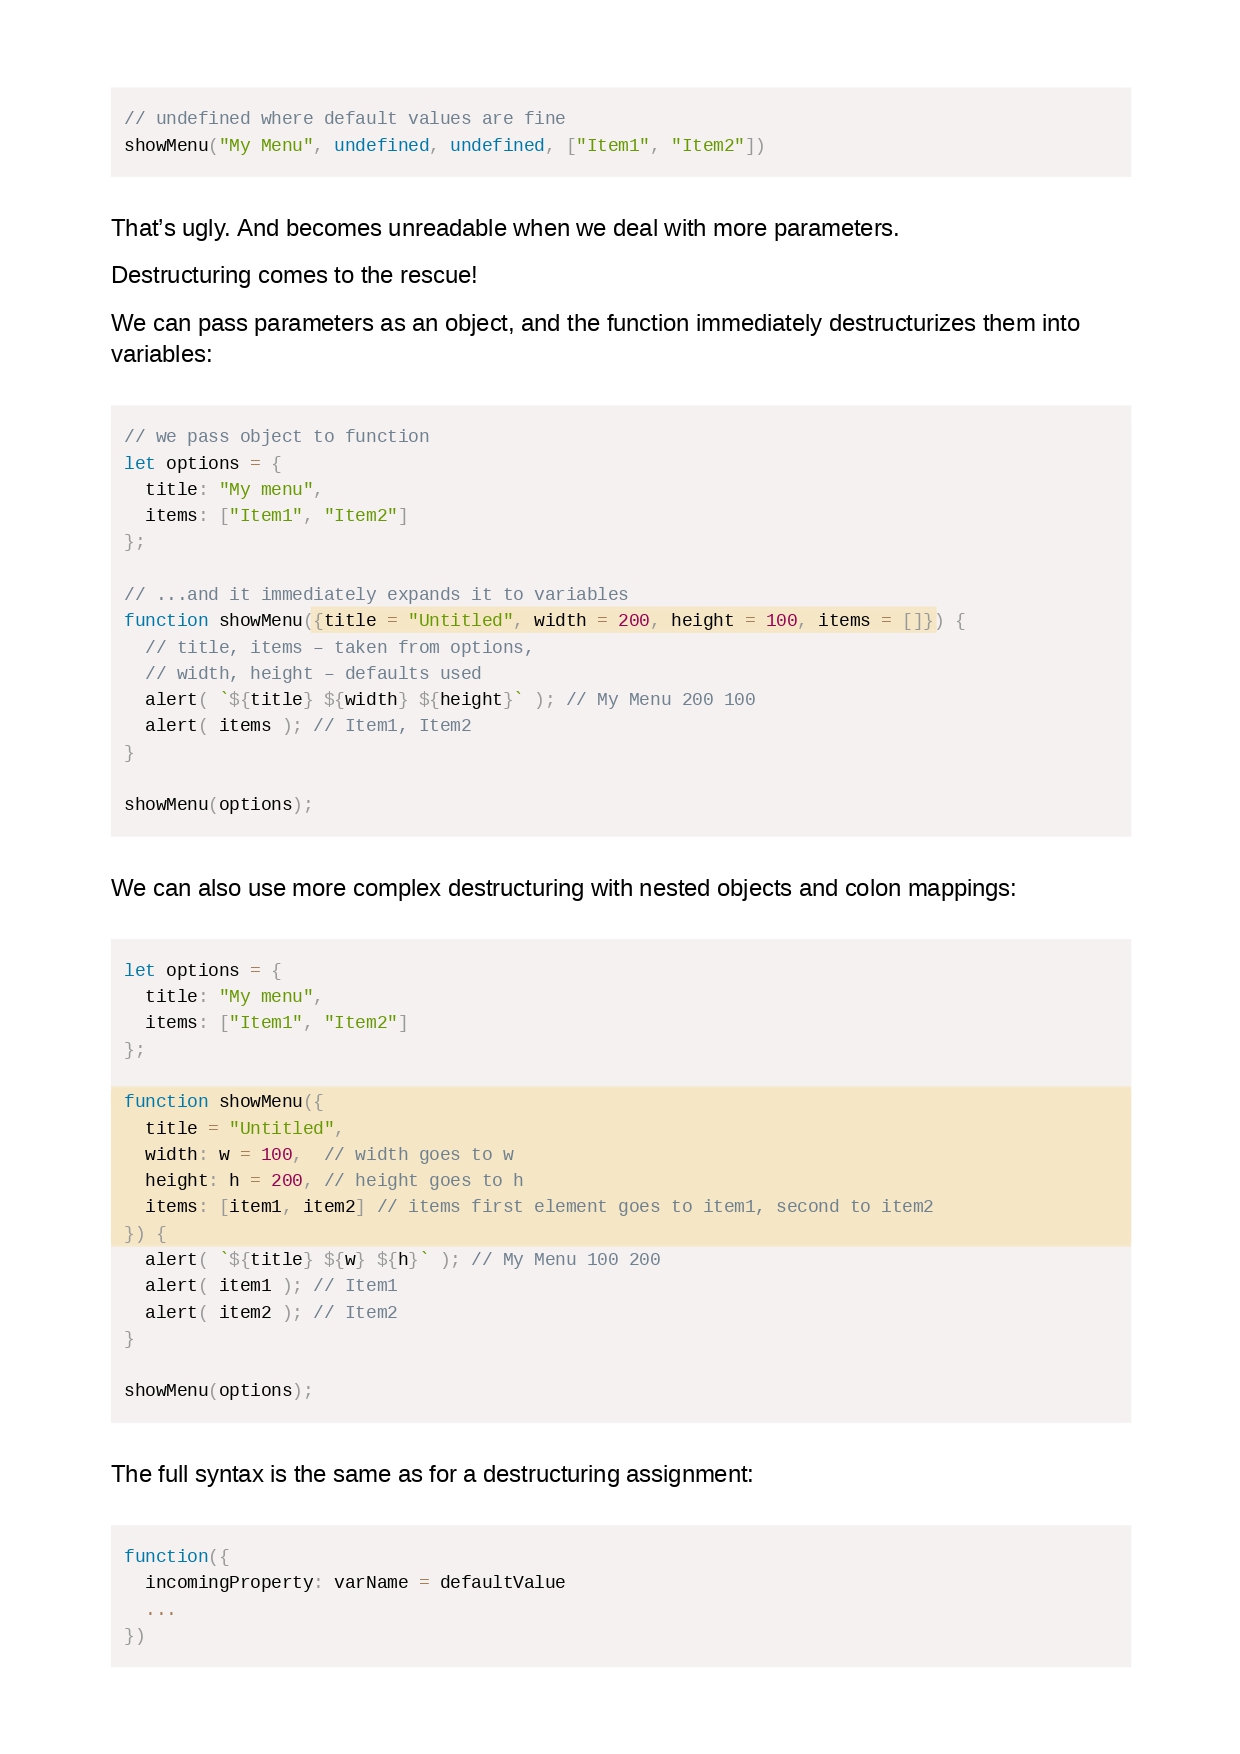 // undefined where default values are fine
showMenu("My Menu", undefined, undefined, ["Item1", "Item2"])
That’s ugly. And becomes unreadable when we deal with more parameters.
Destructuring comes to the rescue!
We can pass parameters as an object, and the function immediately destructurizes them into
variables:
// we pass object to function
let options = {
  title: "My menu",
  items: ["Item1", "Item2"]
};
// ...and it immediately expands it to variables
function showMenu({title = "Untitled", width = 200, height = 100, items = []}) {
  // title, items – taken from options,
  // width, height – defaults used
  alert( `${title} ${width} ${height}` ); // My Menu 200 100
  alert( items ); // Item1, Item2
}
showMenu(options);
We can also use more complex destructuring with nested objects and colon mappings:
let options = {
  title: "My menu",
  items: ["Item1", "Item2"]
};
function showMenu({
  title = "Untitled",
  width: w = 100,  // width goes to w
  height: h = 200, // height goes to h
  items: [item1, item2] // items first element goes to item1, second to item2
}) {
  alert( `${title} ${w} ${h}` ); // My Menu 100 200
  alert( item1 ); // Item1
  alert( item2 ); // Item2
}
showMenu(options);
The full syntax is the same as for a destructuring assignment:
function({
  incomingProperty: varName = defaultValue
  ...
})